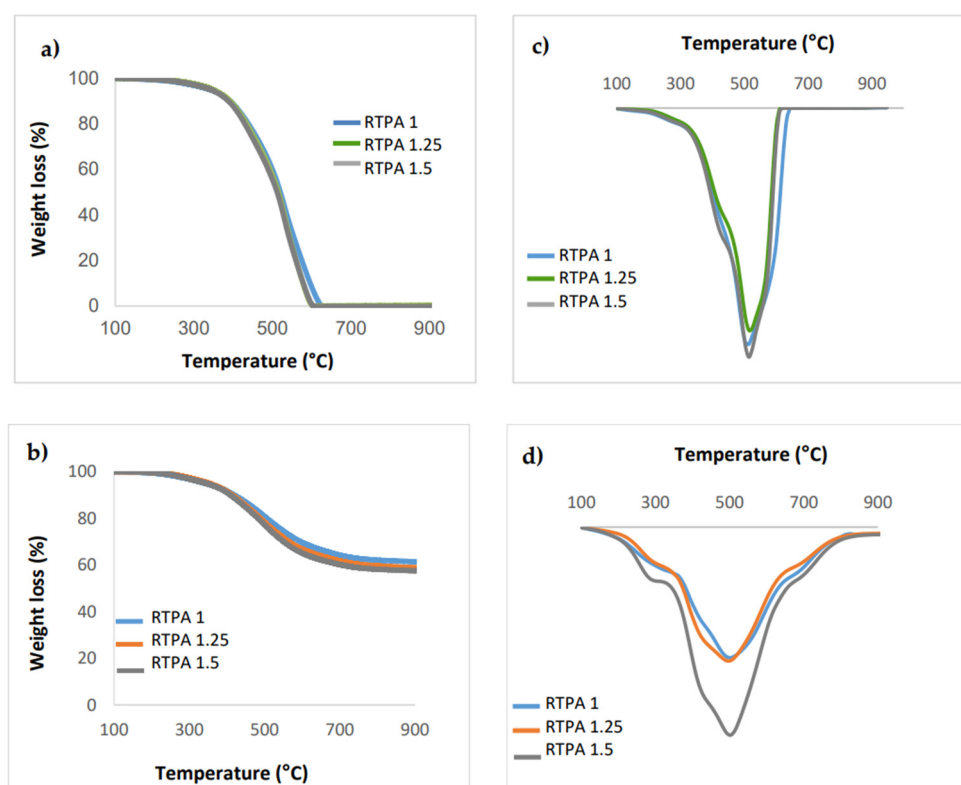 a)
Weight loss (%)
100
80
60
40
20
0
RTPA 1
RTPA 1.25
RTPA 1.5
100 300 500 700 900
Temperature (°C)
c)
Temperature (°C)
100 300 500 700 900
RTPA 1
RTPA 1.25
RTPA 1.5
b)
Weight loss (%)
100
80
60
40
20
0
RTPA 1
RTPA 1.25
RTPA 1.5
100 300 500 700 900
Temperature (°C)
d)
Temperature (°C)
100 300 500 700 900
RTPA 1
RTPA 1.25
RTPA 1.5